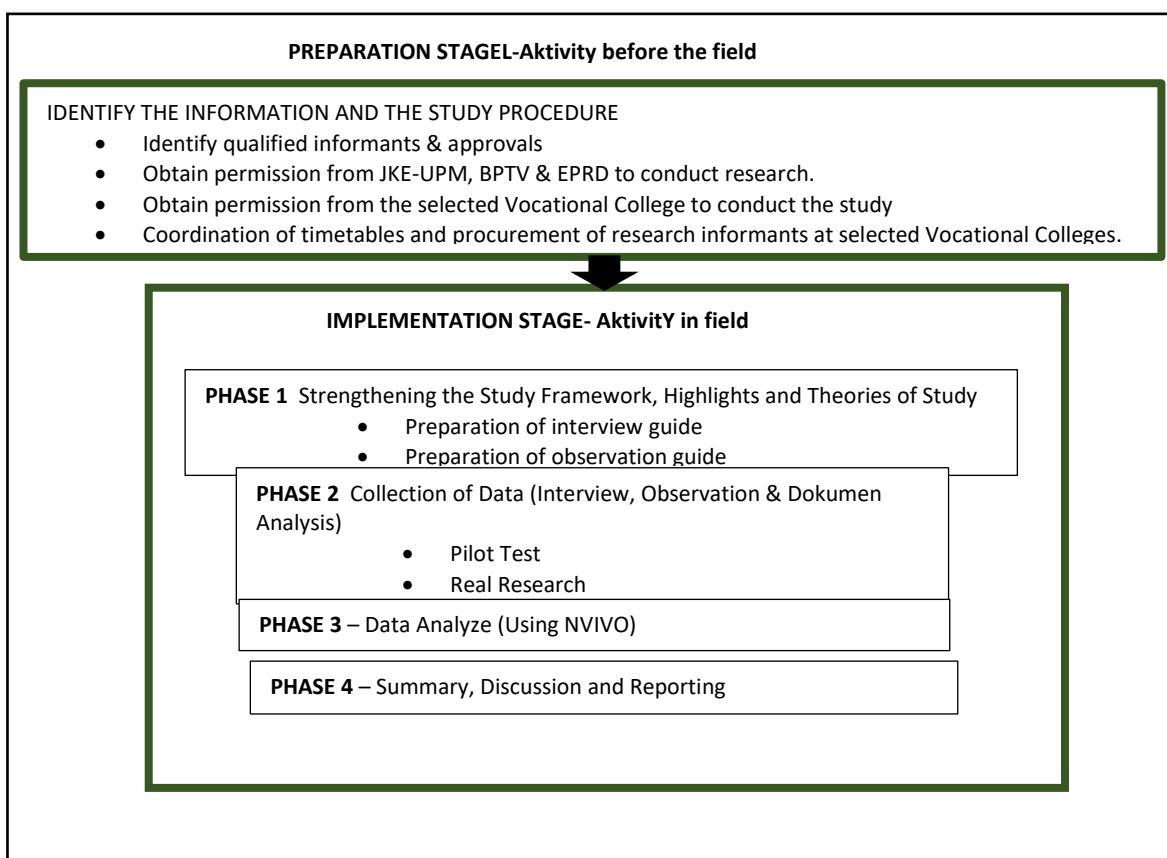 PREPARATION STAGEL-Aktivity before the field
IDENTIFY THE INFORMATION AND THE STUDY PROCEDURE
• Identify qualified informants & approvals
• Obtain permission from JKE-UPM, BPTV & EPRD to conduct research.
• Obtain permission from the selected Vocational College to conduct the study
• Coordination of timetables and procurement of research informants at selected Vocational Colleges.
IMPLEMENTATION STAGE- AktivitY in field
PHASE 1 Strengthening the Study Framework, Highlights and Theories of Study
• Preparation of interview guide
• Preparation of observation guide
PHASE 2 Collection of Data (Interview, Observation & Dokumen
Analysis)
• Pilot Test
• Real Research
PHASE 3 – Data Analyze (Using NVIVO)
PHASE 4 – Summary, Discussion and Reporting